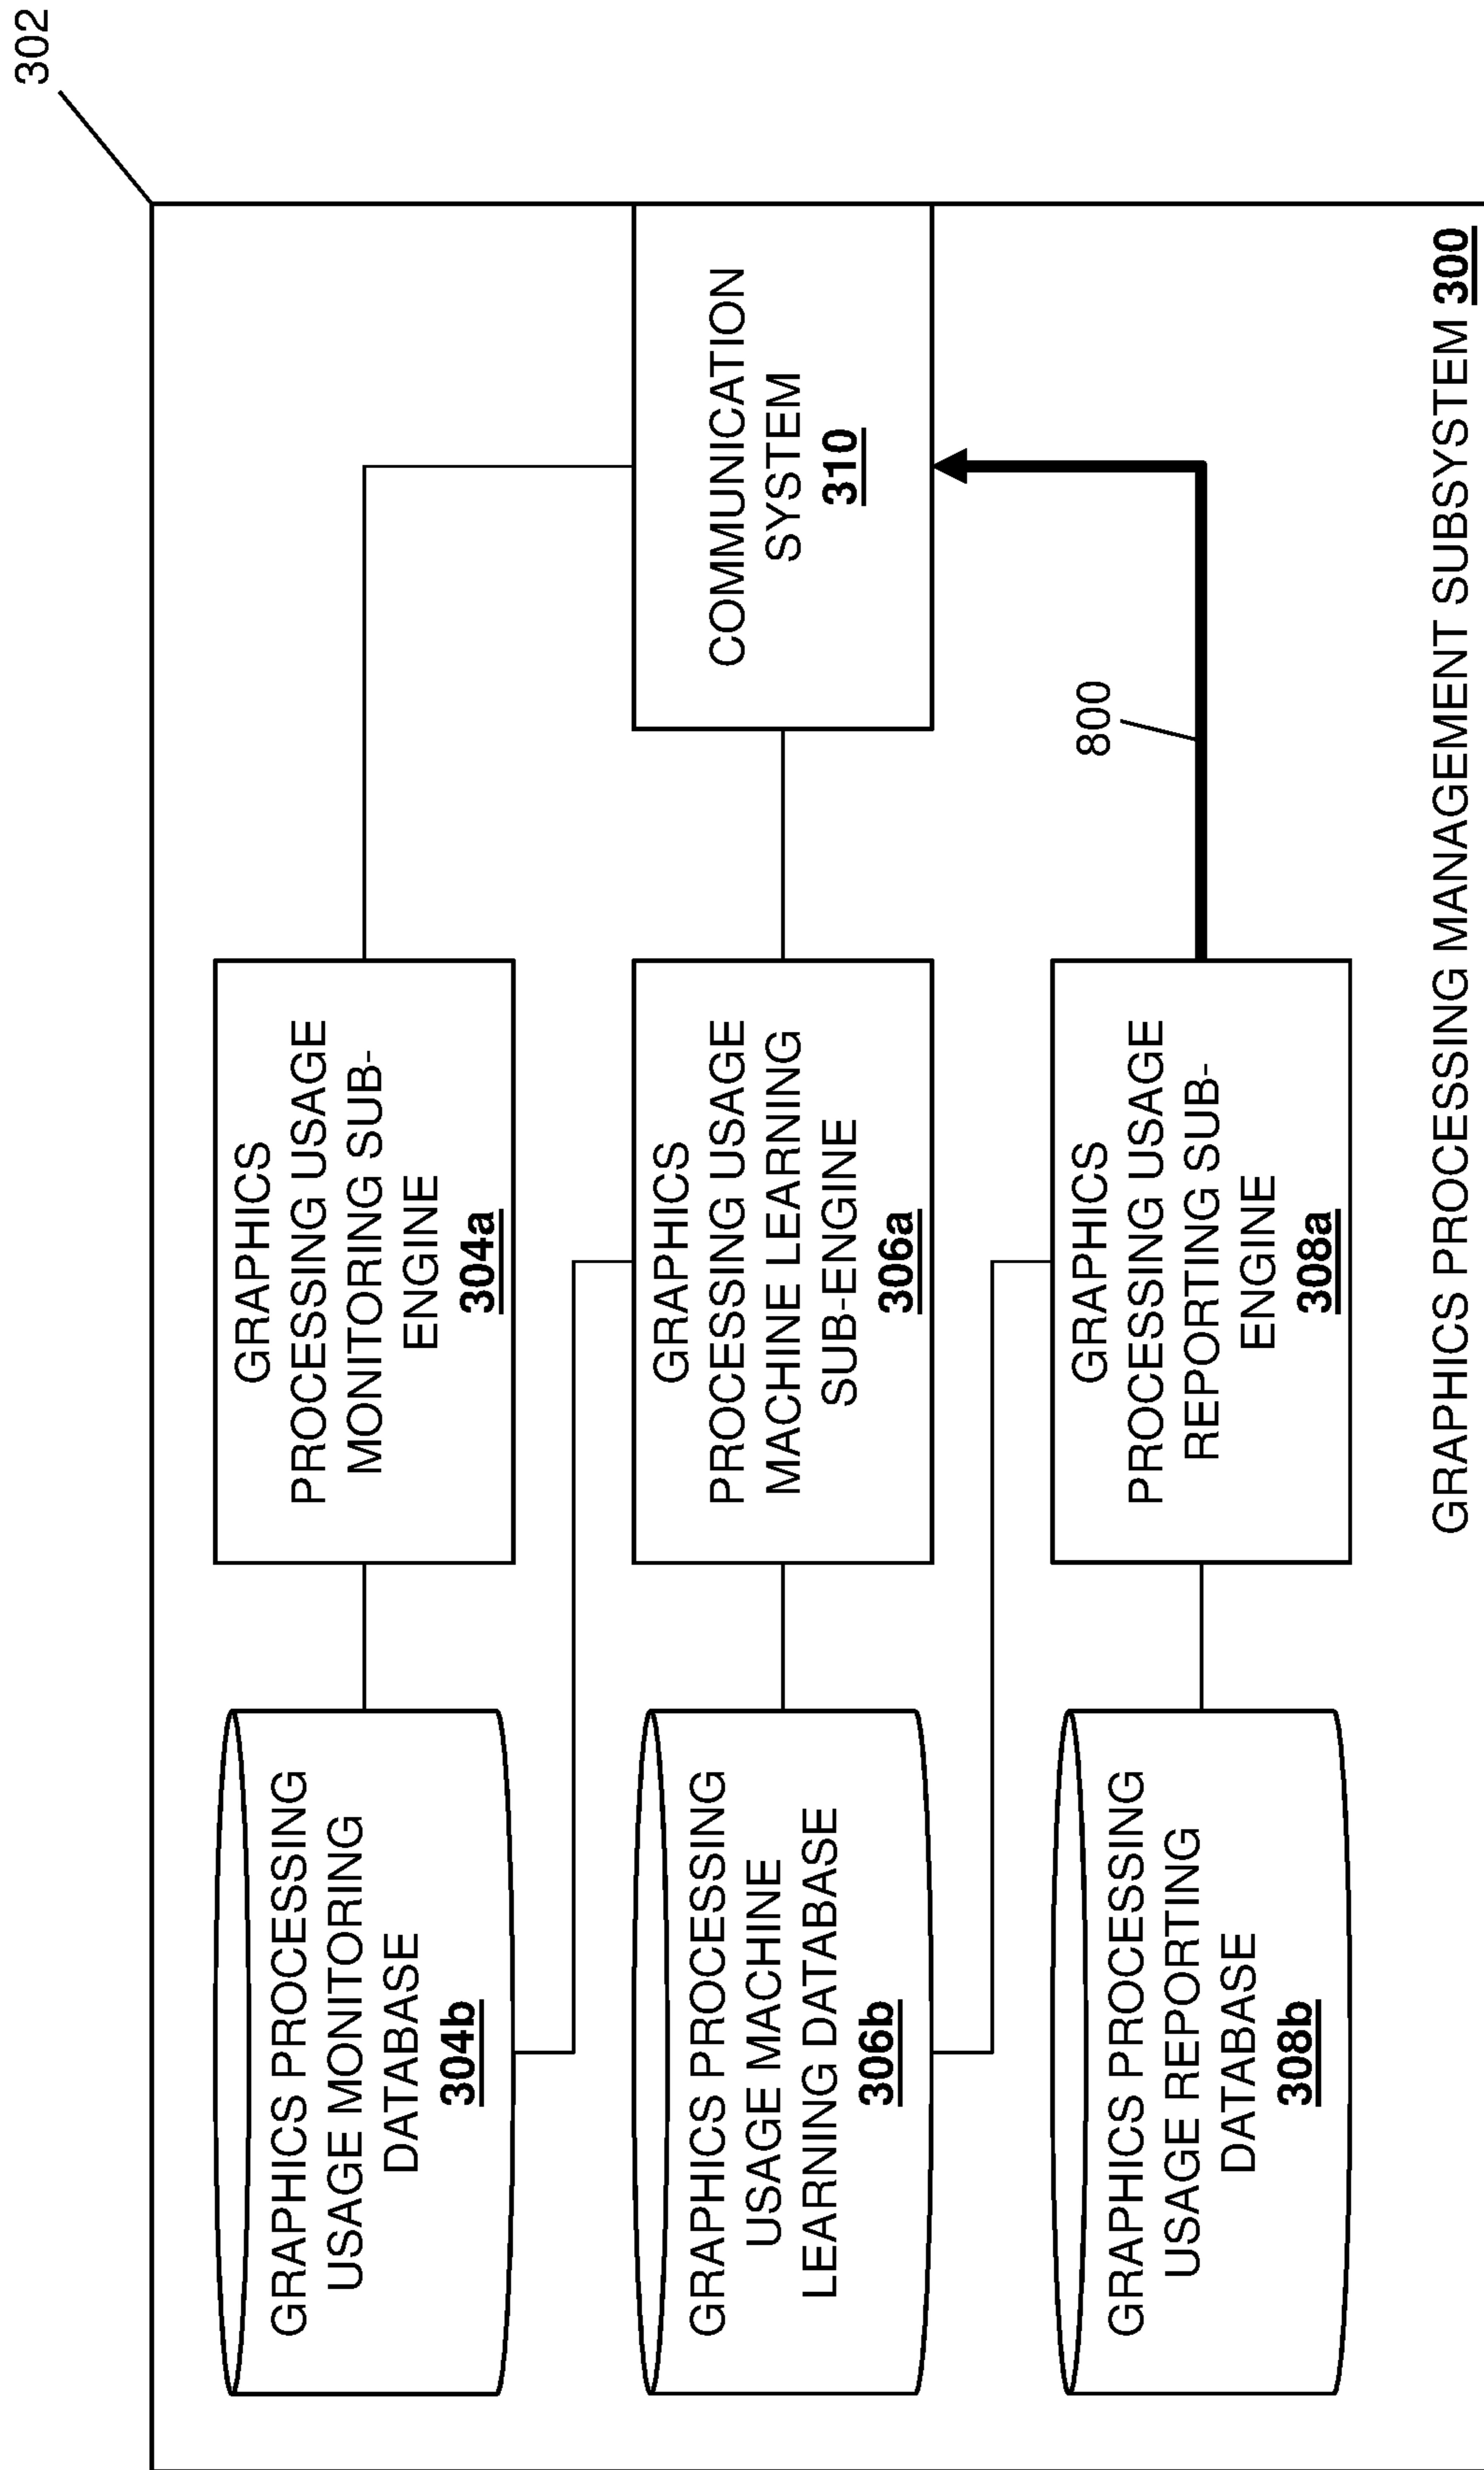 302
GRAPHICS PROCESSING
USAGE MONITORING
DATABASE
304b
GRAPHICS
PROCESSING USAGE
MONITORING SUB-
ENGINE
304a
GRAPHICS PROCESSING
USAGE MACHINE
LEARNING DATABASE
306b
GRAPHICS
PROCESSING USAGE
MACHINE LEARNING
SUB-ENGINE
306a
COMMUNICATION
SYSTEM
310
800
GRAPHICS PROCESSING
USAGE REPORTING
DATABASE
308b
GRAPHICS
PROCESSING USAGE
REPORTING SUB-
ENGINE
308a
GRAPHICS PROCESSING MANAGEMENT SUBSYSTEM 300